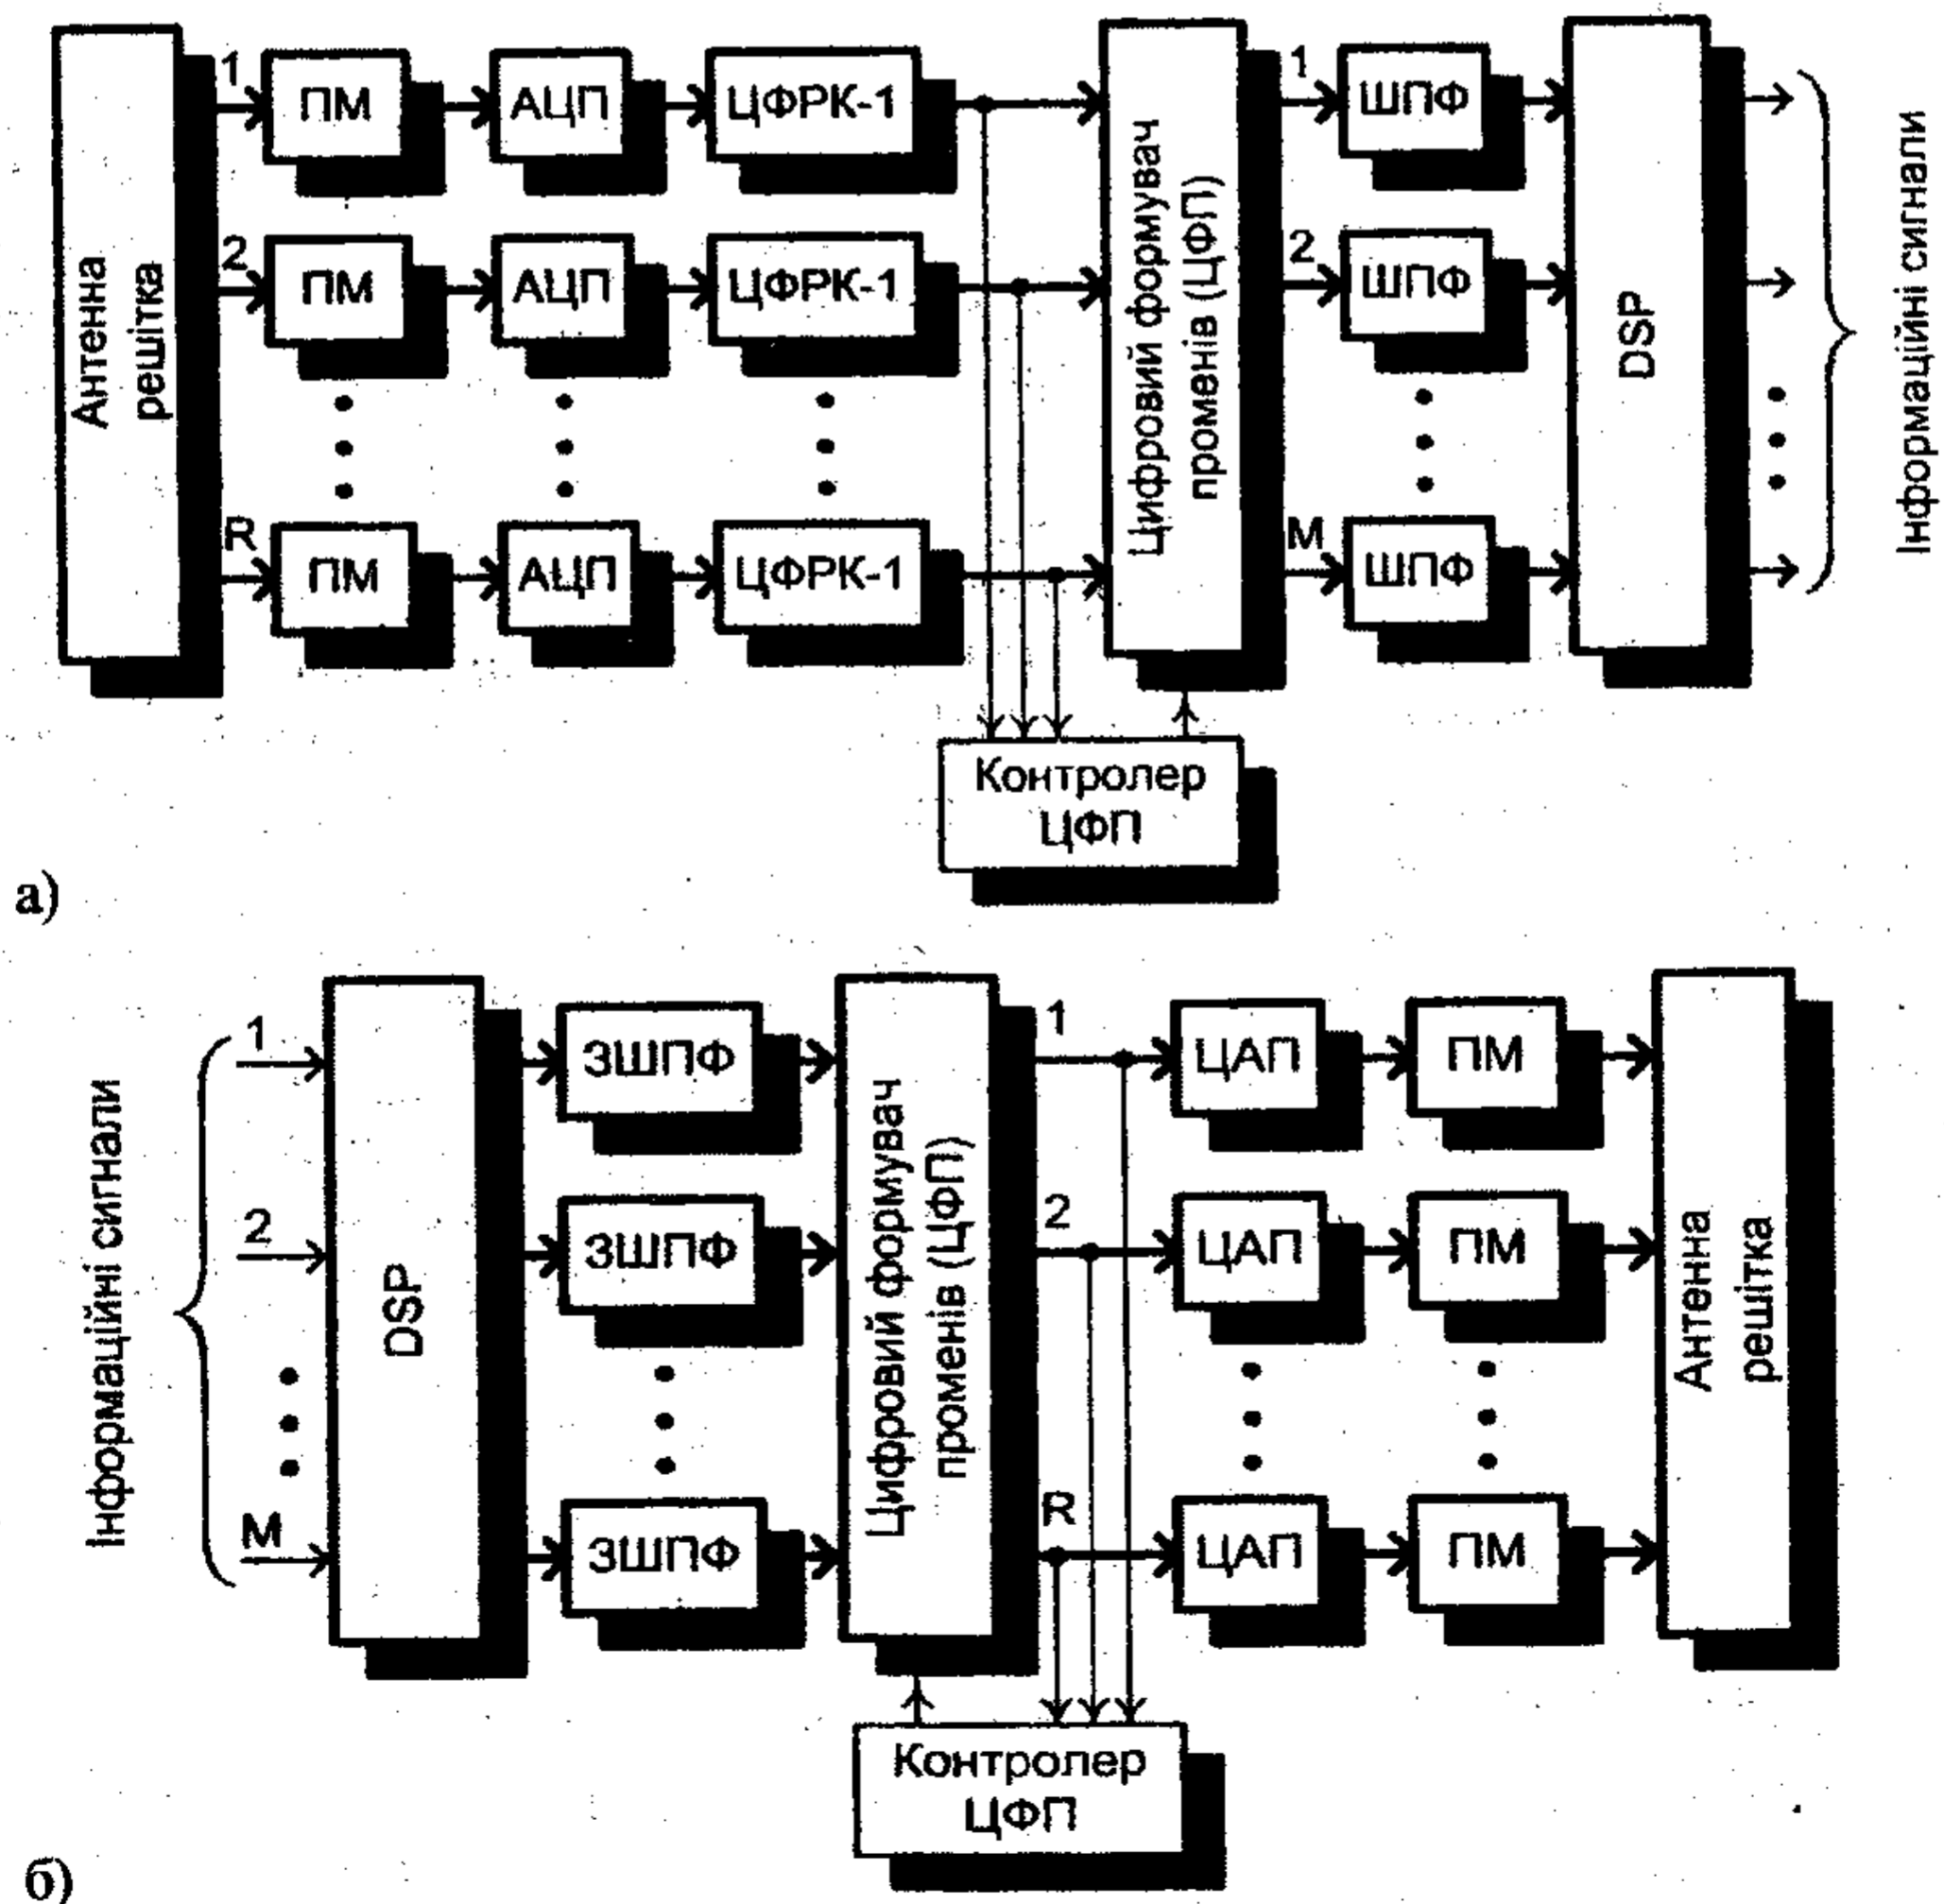 Антенна
решітка
1
ПМ
АЦП
ЦФРК-1
2
ПМ
АЦП
ЦФРК-1
R
ПМ
АЦП
ЦФРК-1
Цифровий формувач
променів (ЦФП)
1
ШПФ
2
ШПФ
M
ШПФ
DSP
Інформаційні сигнали
Контролер
ЦФП
а)
Інформаційні сигнали
1
2
M
DSP
ЗШПФ
ЗШПФ
ЗШПФ
Цифровий формувач
променів (ЦФП)
1
ЦАП
ПМ
2
ЦАП
ПМ
R
ЦАП
ПМ
Антенна
решітка
Контролер
ЦФП
б)